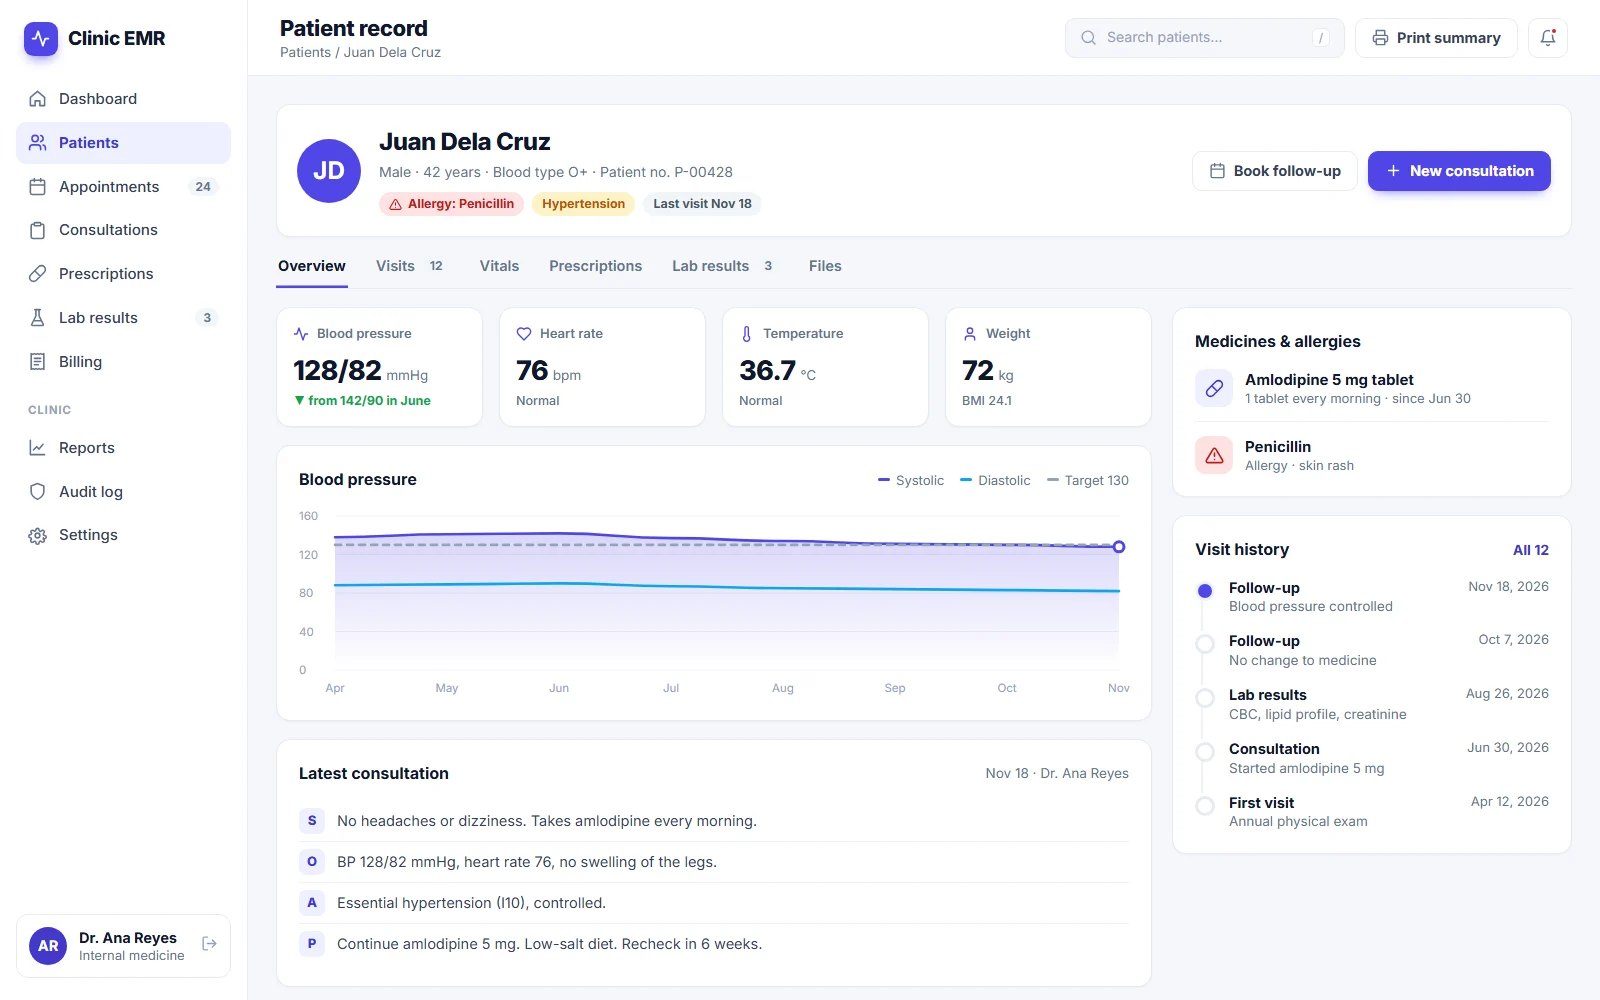 Clinic EMR
Dashboard
Patients
Appointments 24
Consultations
Prescriptions
Lab results 3
Billing
CLINIC
Reports
Audit log
Settings
AR
Dr. Ana Reyes
Internal medicine
Patient record
Patients / Juan Dela Cruz
Search patients... /
Print summary
JD
Juan Dela Cruz
Male · 42 years · Blood type O+ · Patient no. P-00428
Allergy: Penicillin Hypertension Last visit Nov 18
Book follow-up
+ New consultation
Overview Visits 12 Vitals Prescriptions Lab results 3 Files
Blood pressure
128/82 mmHg
▼ from 142/90 in June
Heart rate
76 bpm
Normal
Temperature
36.7 °C
Normal
Weight
72 kg
BMI 24.1
Blood pressure
Systolic Diastolic Target 130
160
120
80
40
0
Apr May Jun Jul Aug Sep Oct Nov
Latest consultation
Nov 18 · Dr. Ana Reyes
S No headaches or dizziness. Takes amlodipine every morning.
O BP 128/82 mmHg, heart rate 76, no swelling of the legs.
A Essential hypertension (I10), controlled.
P Continue amlodipine 5 mg. Low-salt diet. Recheck in 6 weeks.
Medicines & allergies
Amlodipine 5 mg tablet
1 tablet every morning · since Jun 30
Penicillin
Allergy · skin rash
Visit history All 12
Follow-up Nov 18, 2026
Blood pressure controlled
Follow-up Oct 7, 2026
No change to medicine
Lab results Aug 26, 2026
CBC, lipid profile, creatinine
Consultation Jun 30, 2026
Started amlodipine 5 mg
First visit Apr 12, 2026
Annual physical exam